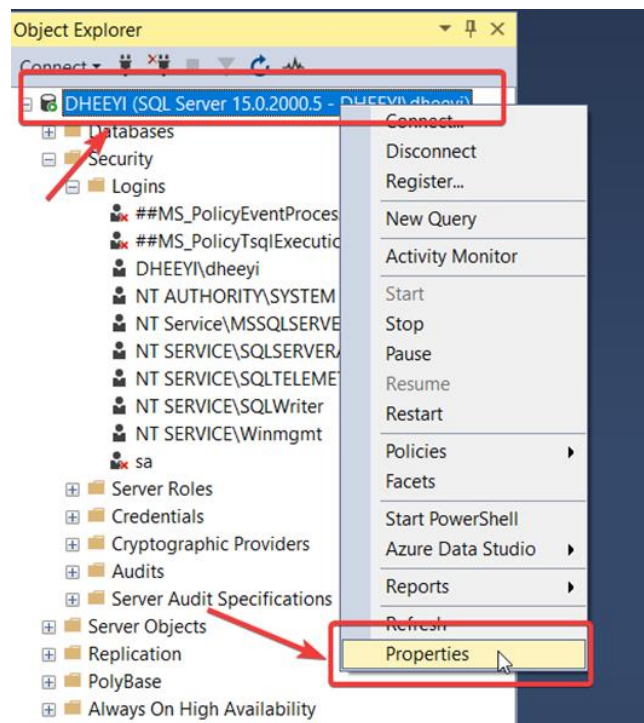 Object Explorer
Connect
DHEEYI (SQL Server 15.0.2000.5 - DHEEYI\dheeyi)
Databases
Security
Logins
##MS_PolicyEventProces
##MS_PolicyTsqlExecutio
DHEEYI\dheeyi
NT AUTHORITY\SYSTEM
NT Service\MSSQLSERVE
NT SERVICE\SQLSERVERA
NT SERVICE\SQLTELEME
NT SERVICE\SQLWriter
NT SERVICE\Winmgmt
sa
Server Roles
Credentials
Cryptographic Providers
Audits
Server Audit Specifications
Server Objects
Replication
PolyBase
Always On High Availability
Connect...
Disconnect
Register...
New Query
Activity Monitor
Start
Stop
Pause
Resume
Restart
Policies
Facets
Start PowerShell
Azure Data Studio
Reports
Refresh
Properties